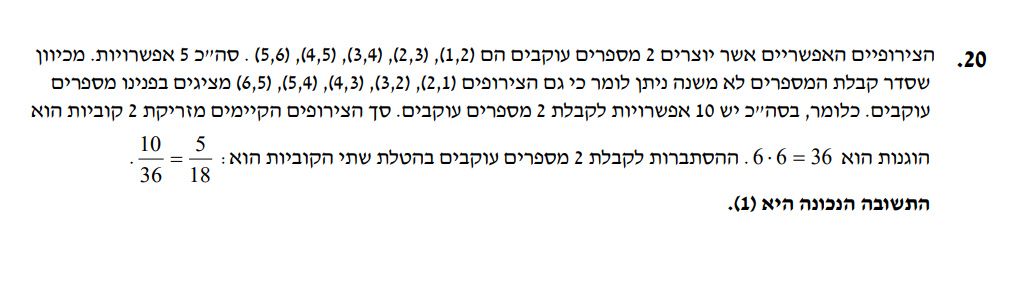 20. הצירופיים האפשריים אשר יוצרים 2 מספרים עוקבים הם (1,2), (2,3), (3,4), (4,5), (5,6) . סה״כ 5 אפשרויות. מכיוון
שסדר קבלת המספרים לא משנה ניתן לומר כי גם הצירופים (2,1), (3,2), (4,3), (5,4), (6,5) מציגים בפנינו מספרים
עוקבים. כלומר, בסה״כ יש 10 אפשרויות לקבלת 2 מספרים עוקבים. סך הצירופים הקיימים מזריקת 2 קוביות הוא
הוגנות הוא 6 · 6 = 36 . ההסתברות לקבלת 2 מספרים עוקבים בהטלת שתי הקוביות הוא: 10/36 = 5/18 .
התשובה הנכונה היא (1).